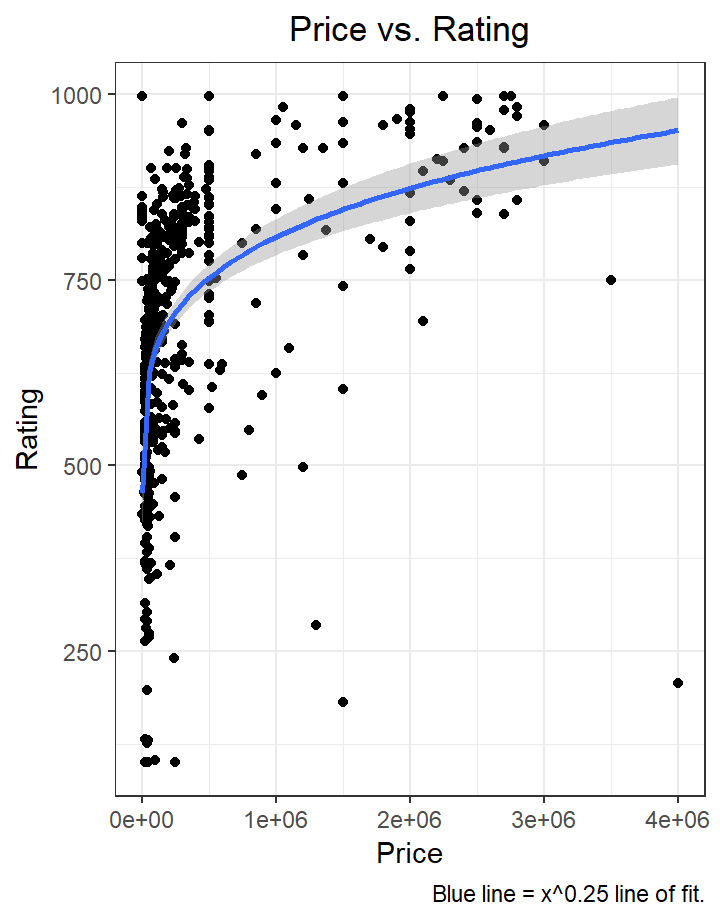 Price vs. Rating
1000
750
500
250
Rating
0e+00 1e+06 2e+06 3e+06 4e+06
Price
Blue line = x^0.25 line of fit.